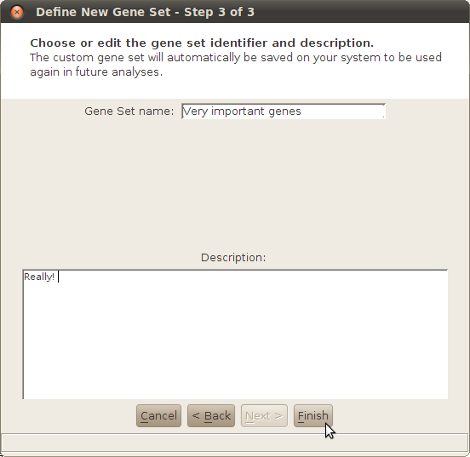 Define New Gene Set - Step 3 of 3
Choose or edit the gene set identifier and description.
The custom gene set will automatically be saved on your system to be used
again in future analyses.
Gene Set name: Very important genes
Description:
Really!
Cancel < Back Next > Finish